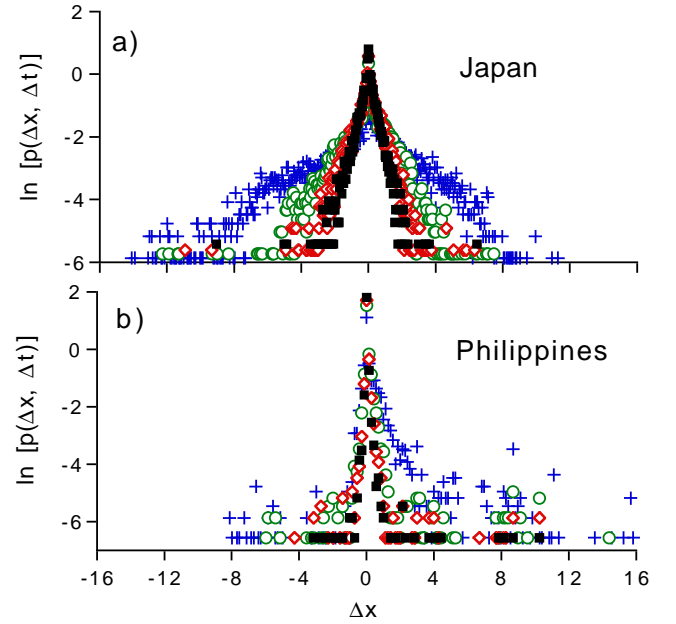 2
a)
Japan
0
-2
-4
-6
ln [p(Δx, Δt)]
2
b)
Philippines
0
-2
-4
-6
ln [p(Δx, Δt)]
-16 -12 -8 -4 0 4 8 12 16
Δx